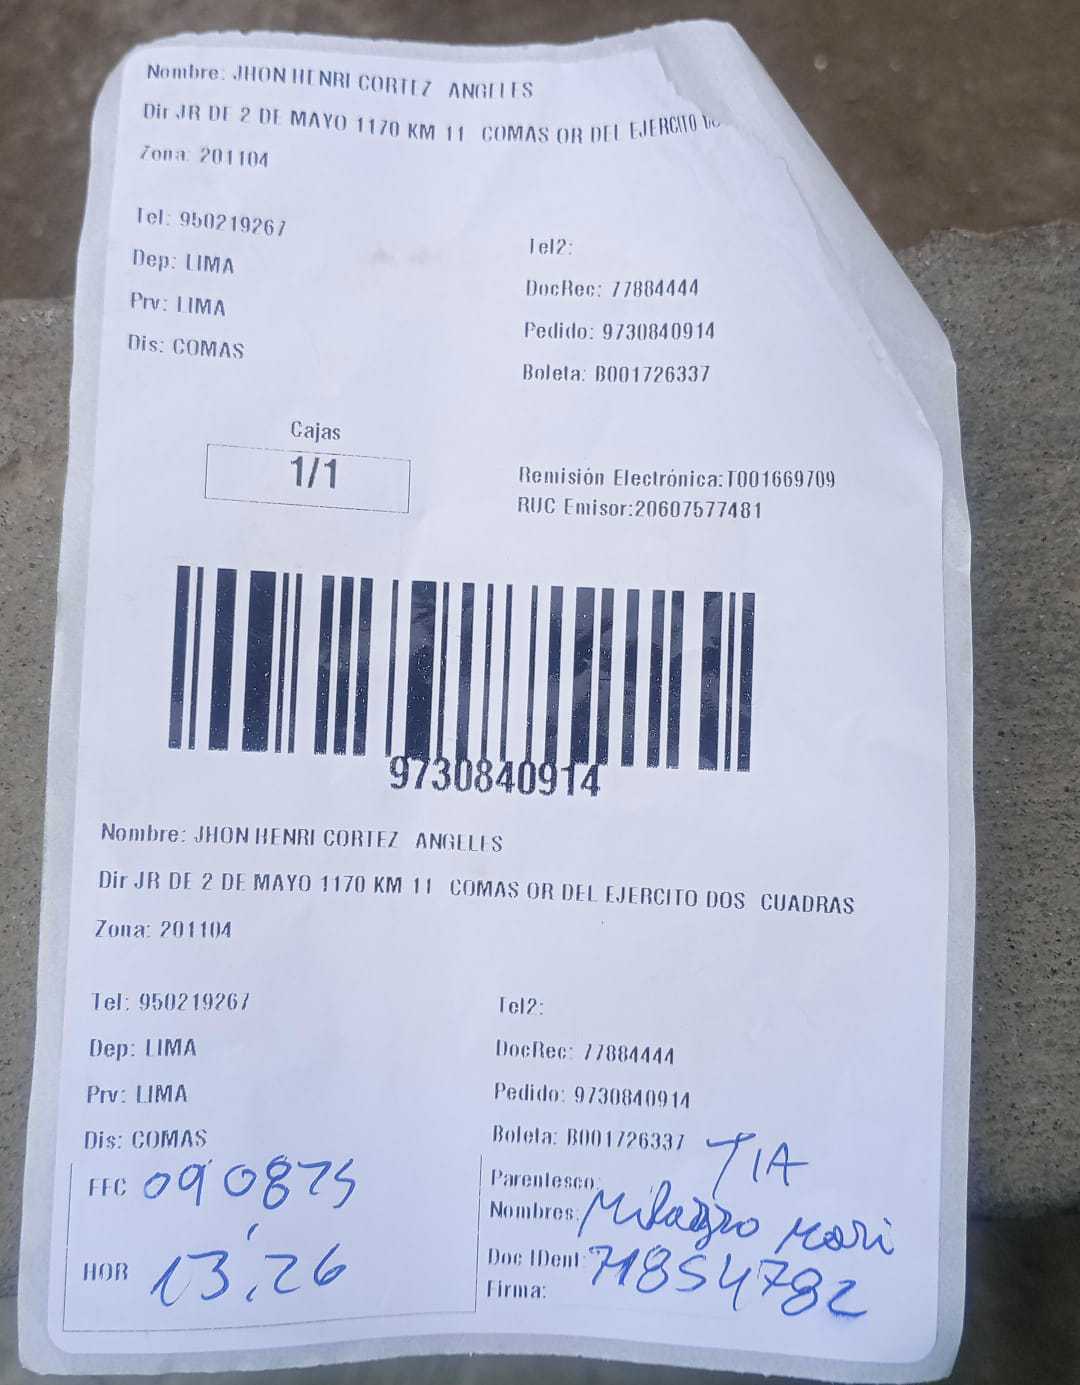 Nombre: JHON HENRI CORTEZ ANGELES
Dir JR DE 2 DE MAYO 1170 KM 11 COMAS OR DEL EJERCITO
Zona: 201104
Tel: 950219267
Tel2:
Dep: LIMA
DocRec: 77884444
Prv: LIMA
Pedido: 9730840914
Dis: COMAS
Boleta: B001726337
Cajas
1/1
Remisión Electrónica:T001669709
RUC Emisor:20607577481
9730840914
Nombre: JHON HENRI CORTEZ ANGELES
Dir JR DE 2 DE MAYO 1170 KM 11 COMAS OR DEL EJERCITO DOS CUADRAS
Zona: 201104
Tel: 950219267
Tel2:
Dep: LIMA
DocRec: 77884444
Prv: LIMA
Pedido: 9730840914
Dis: COMAS
Boleta: B001726337
FEC 090825
Parentesco: TIA
Nombres: Milagro Mori
HOR 13,26
Doc IDent: 71854782
Firma: